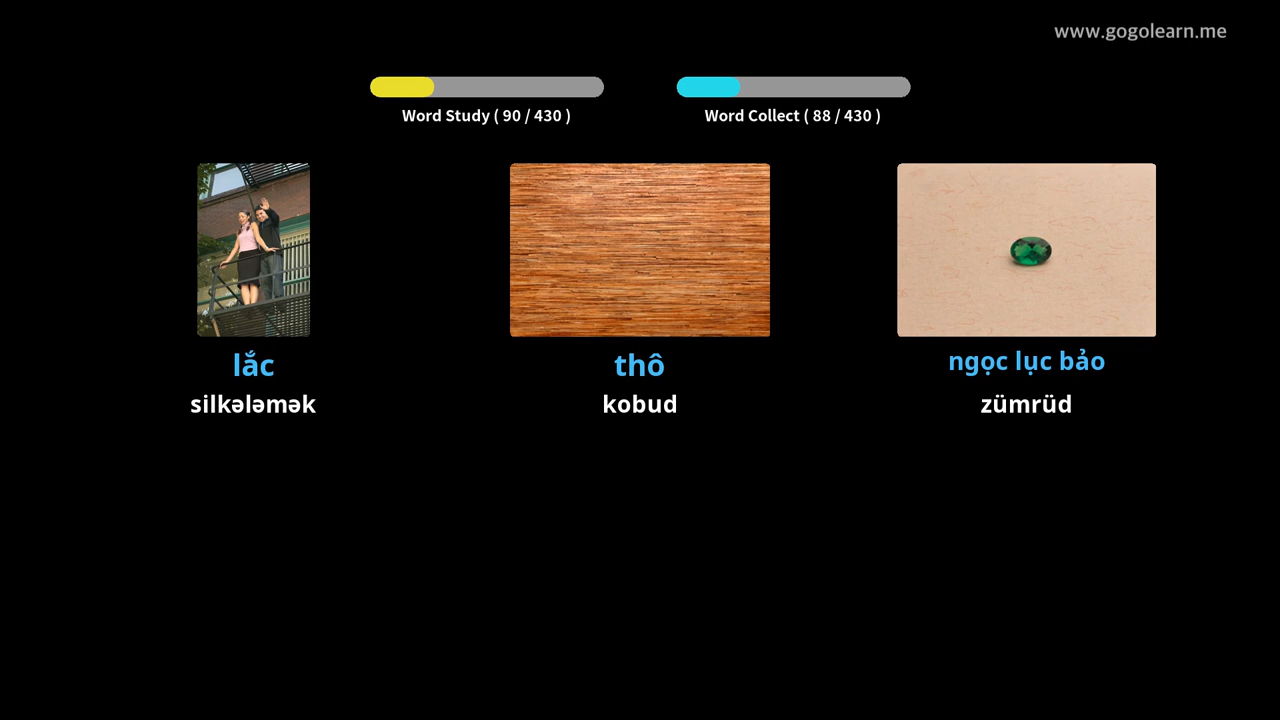 www.gogolearn.me
Word Study ( 90 / 430 )
Word Collect ( 88 / 430 )
lắc
thô
ngọc lục bảo
silkələmək
kobud
zümrüd